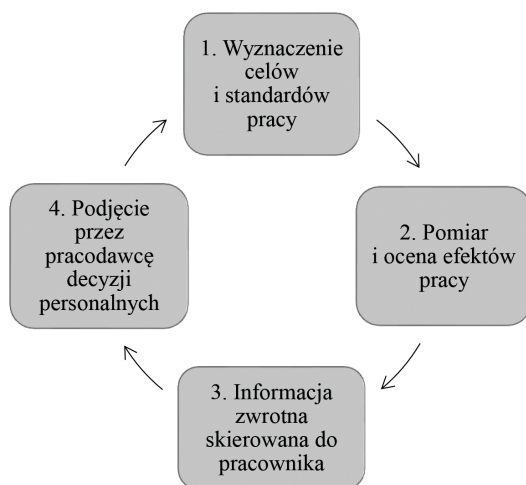 1. Wyznaczenie
celów
i standardów
pracy
2. Pomiar
i ocena efektów
pracy
3. Informacja
zwrotna
skierowana do
pracownika
4. Podjęcie
przez
pracodawcę
decyzji
personalnych